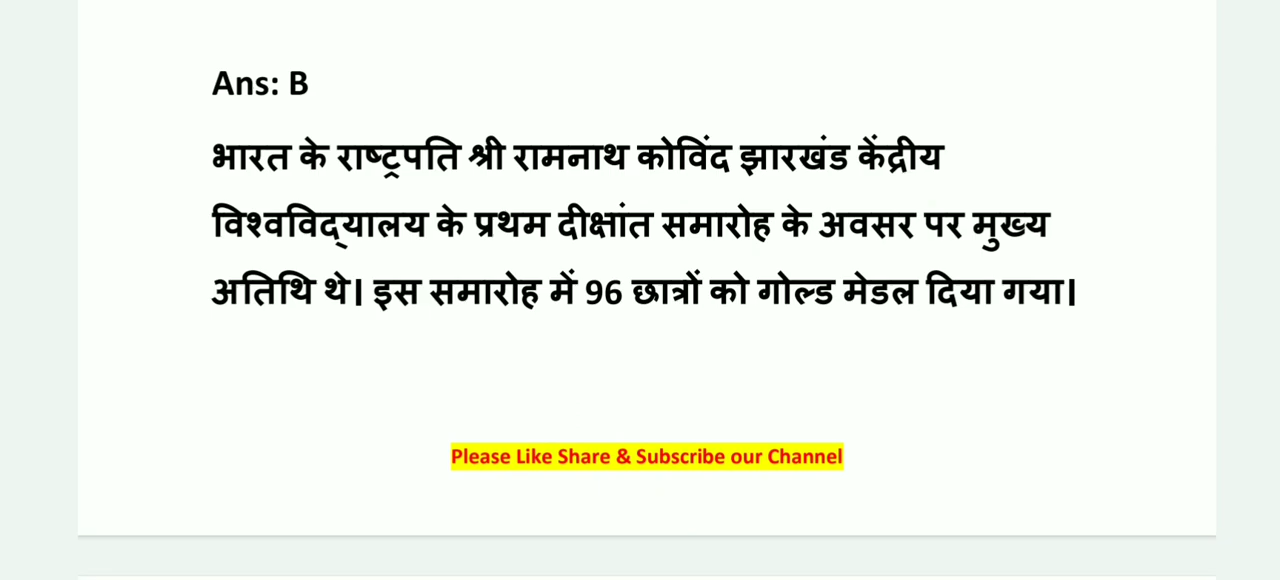 Ans: B
भारत के राष्ट्रपति श्री रामनाथ कोविंद झारखंड केंद्रीय
विश्वविद्यालय के प्रथम दीक्षांत समारोह के अवसर पर मुख्य
अतिथि थे। इस समारोह में 96 छात्रों को गोल्ड मेडल दिया गया।
Please Like Share & Subscribe our Channel